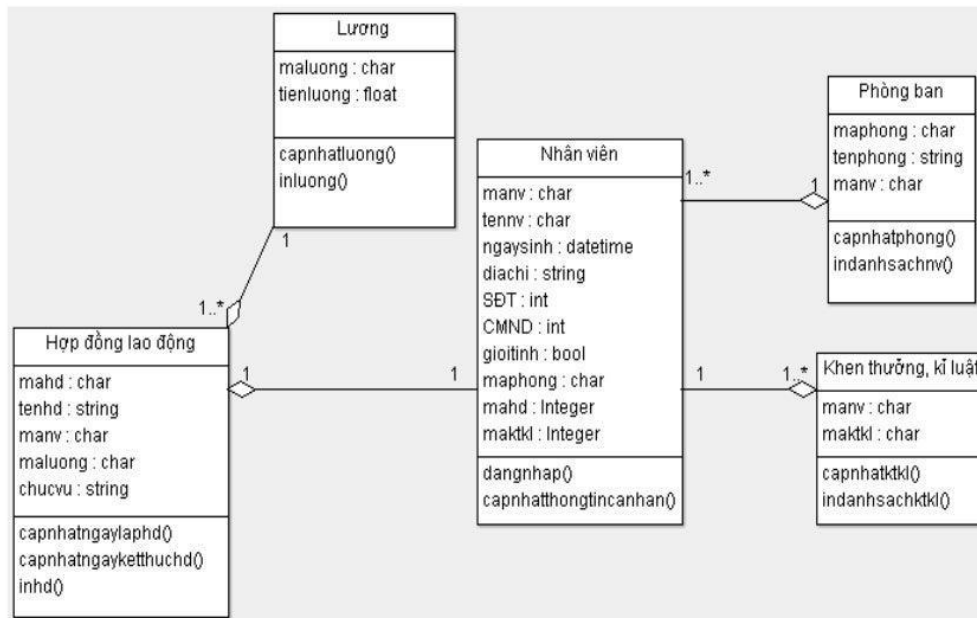 Lương
maluong : char
tienluong : float
capnhatluong()
inluong()
1
1..*
Hợp đồng lao động
mahd : char
tenhd : string
manv : char
maluong : char
chucvu : string
capnhatngaylaphd()
capnhatngayketthuchd()
inhd()
1
1
Nhân viên
manv : char
tennv : char
ngaysinh : datetime
diachi : string
SĐT : int
CMND : int
gioitinh : bool
maphong : char
mahd : Integer
maktkl : Integer
dangnhap()
capnhatthongtincanhan()
1..*
1
Phòng ban
maphong : char
tenphong : string
manv : char
capnhatphong()
indanhsachnv()
1
1..*
Khen thưởng, kỉ luật
manv : char
maktkl : char
capnhatktkl()
indanhsachktkl()